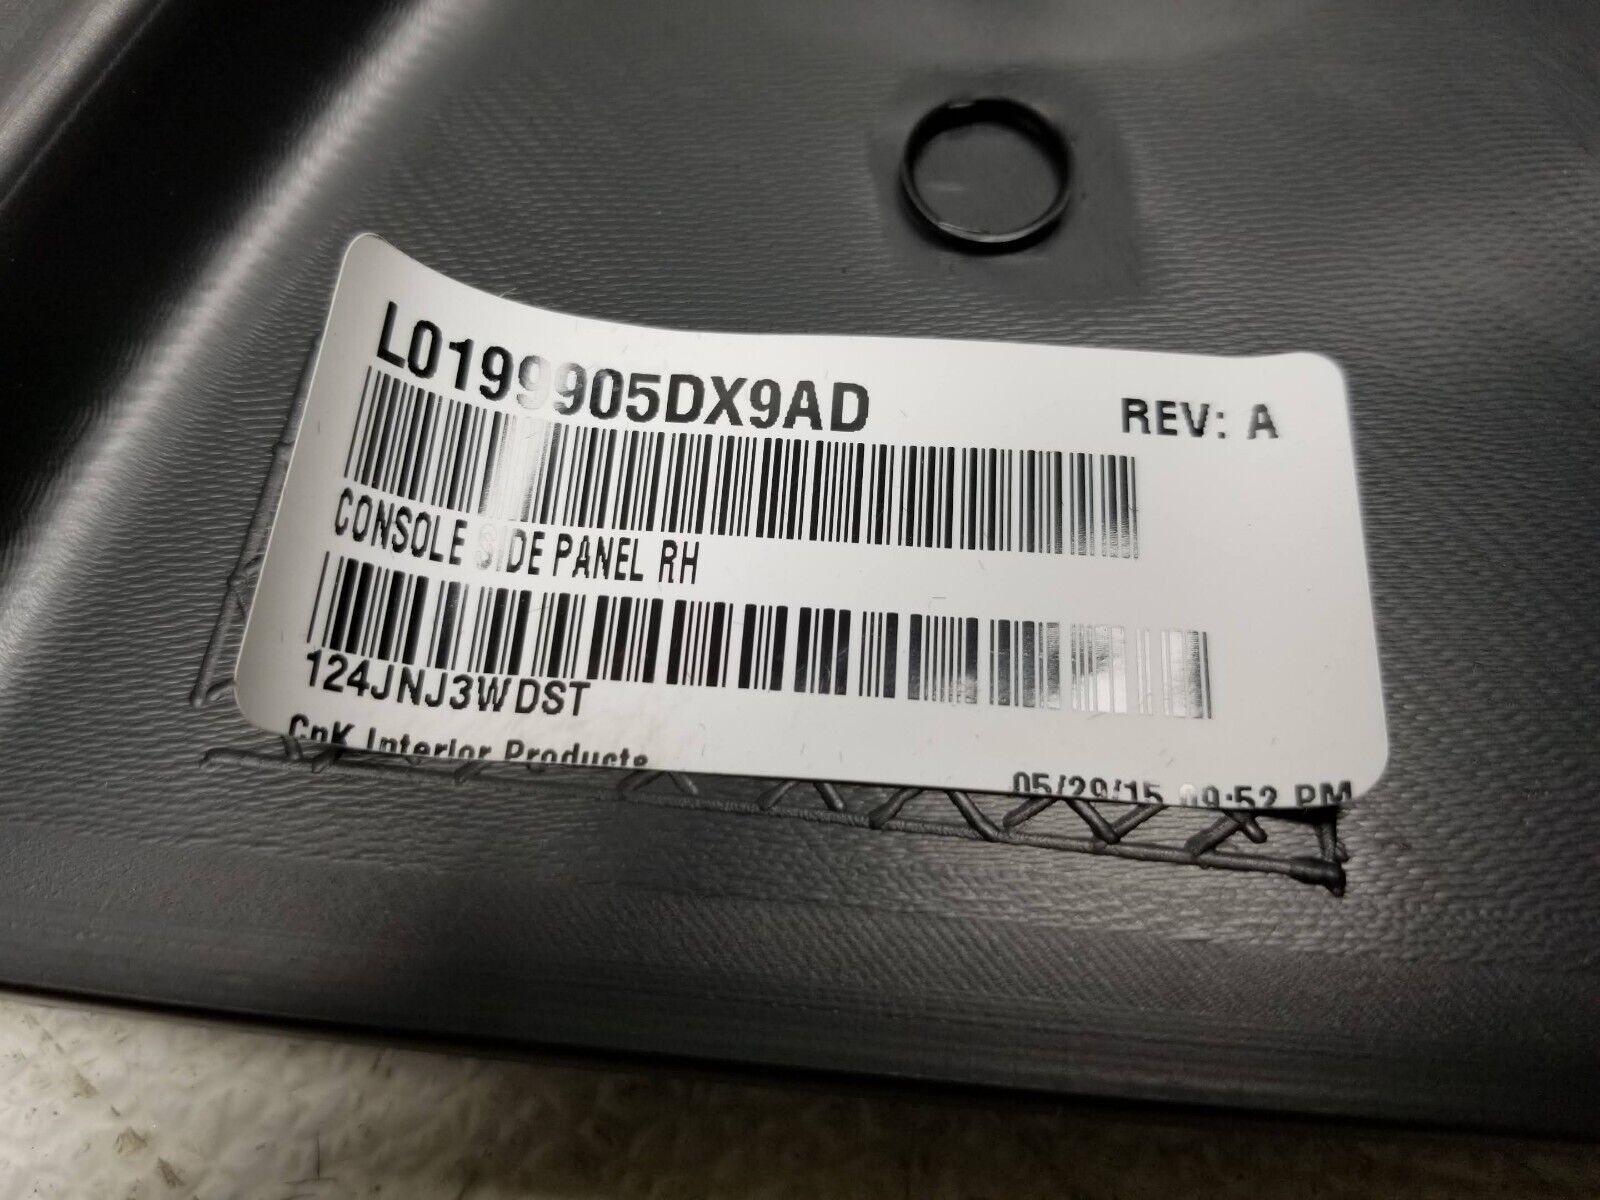 L0199905DX9AD
REV: A
CONSOLE SIDE PANEL RH
124JNJ3WDST
CnK Interior Products
05/29/15 09:52 PM